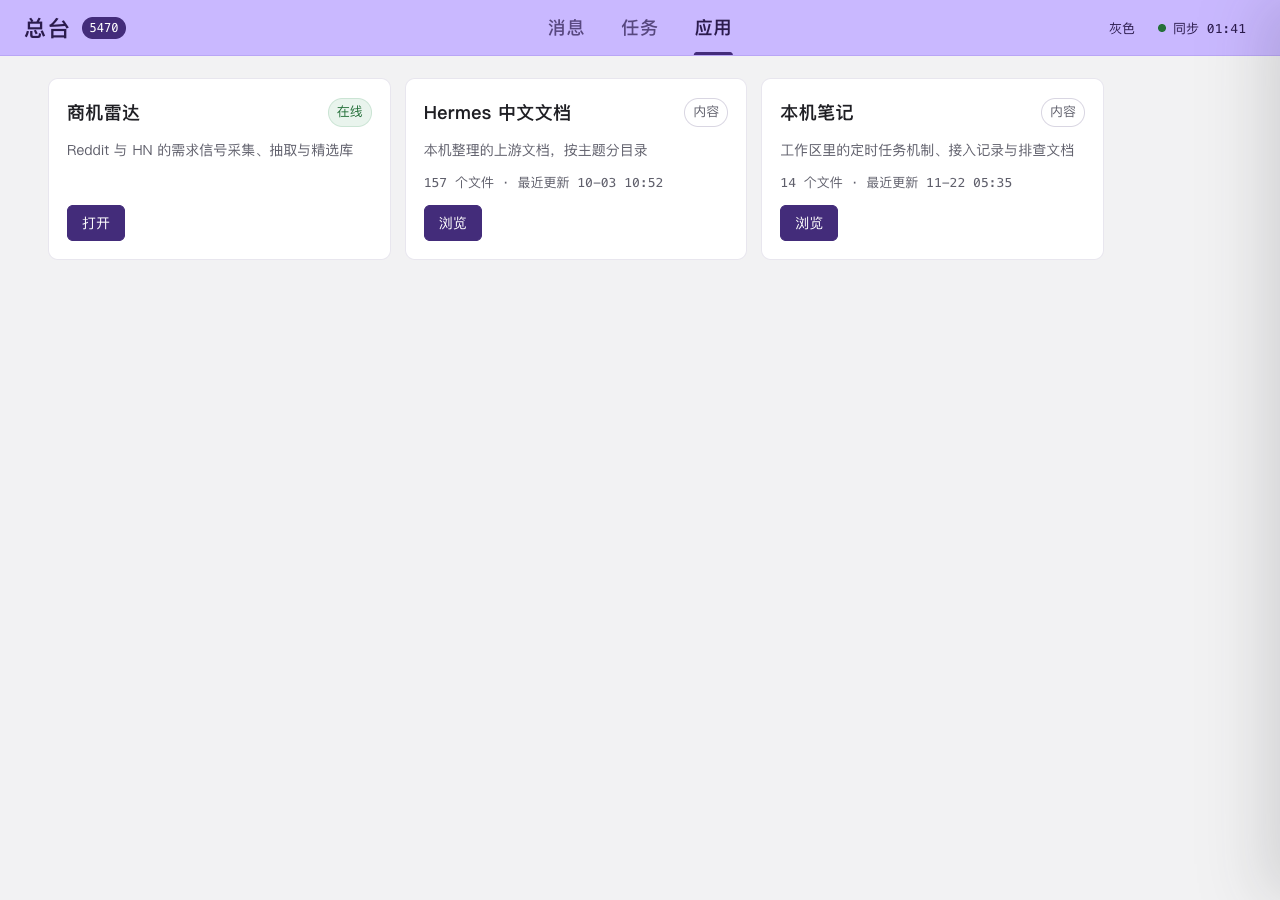 总台 5470 消息 任务 应用 灰色 同步 01:41
商机雷达 在线
Reddit 与 HN 的需求信号采集、抽取与精选库
打开
Hermes 中文文档 内容
本机整理的上游文档，按主题分目录
157 个文件 · 最近更新 10-03 10:52
浏览
本机笔记 内容
工作区里的定时任务机制、接入记录与排查文档
14 个文件 · 最近更新 11-22 05:35
浏览